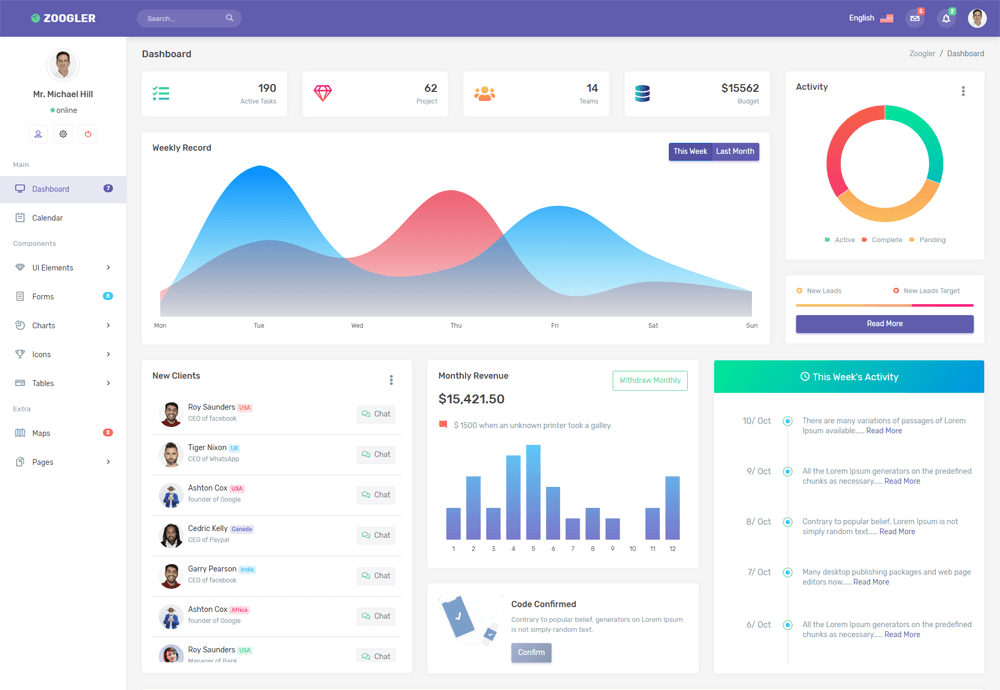 ZOOGLER
Search...
English
5
2
Mr. Michael Hill
online
Main
Dashboard 7
Calendar
Components
UI Elements
Forms 8
Charts
Icons
Tables
Extra
Maps 2
Pages
Dashboard
Zoogler / Dashboard
190
Active Tasks
62
Project
14
Teams
$15562
Budget
Weekly Record
This Week Last Month
Mon Tue Wed Thu Fri Sat Sun
Activity
Active Complete Panding
New Leads New Leads Target
Read More
New Clients
Roy Saunders USA
CEO of facebook
Chat
Tiger Nixon UK
CEO of WhatsApp
Chat
Ashton Cox USA
founder of Google
Chat
Cedric Kelly Canada
CEO of Paypal
Chat
Garry Pearson India
CEO of facebook
Chat
Ashton Cox Africa
founder of Google
Chat
Roy Saunders USA
Manager of Bank
Chat
Monthly Revenue
Withdraw Monthly
$15,421.50
$ 1500 when an unknown printer took a galley.
1 2 3 4 5 6 7 8 9 10 11 12
Code Confirmed
Contrary to popular belief, generators on Lorem Ipsum
is not simply random text.
Confirm
This Week's Activity
10/ Oct
There are many variations of passages of Lorem
Ipsum available.... Read More
9/ Oct
All the Lorem Ipsum generators on the predefined
chunks as necessary.... Read More
8/ Oct
Contrary to popular belief, Lorem Ipsum is not
simply random text.... Read More
7/ Oct
Many desktop publishing packages and web page
editors now.... Read More
6/ Oct
All the Lorem Ipsum generators on the predefined
chunks as necessary.... Read More